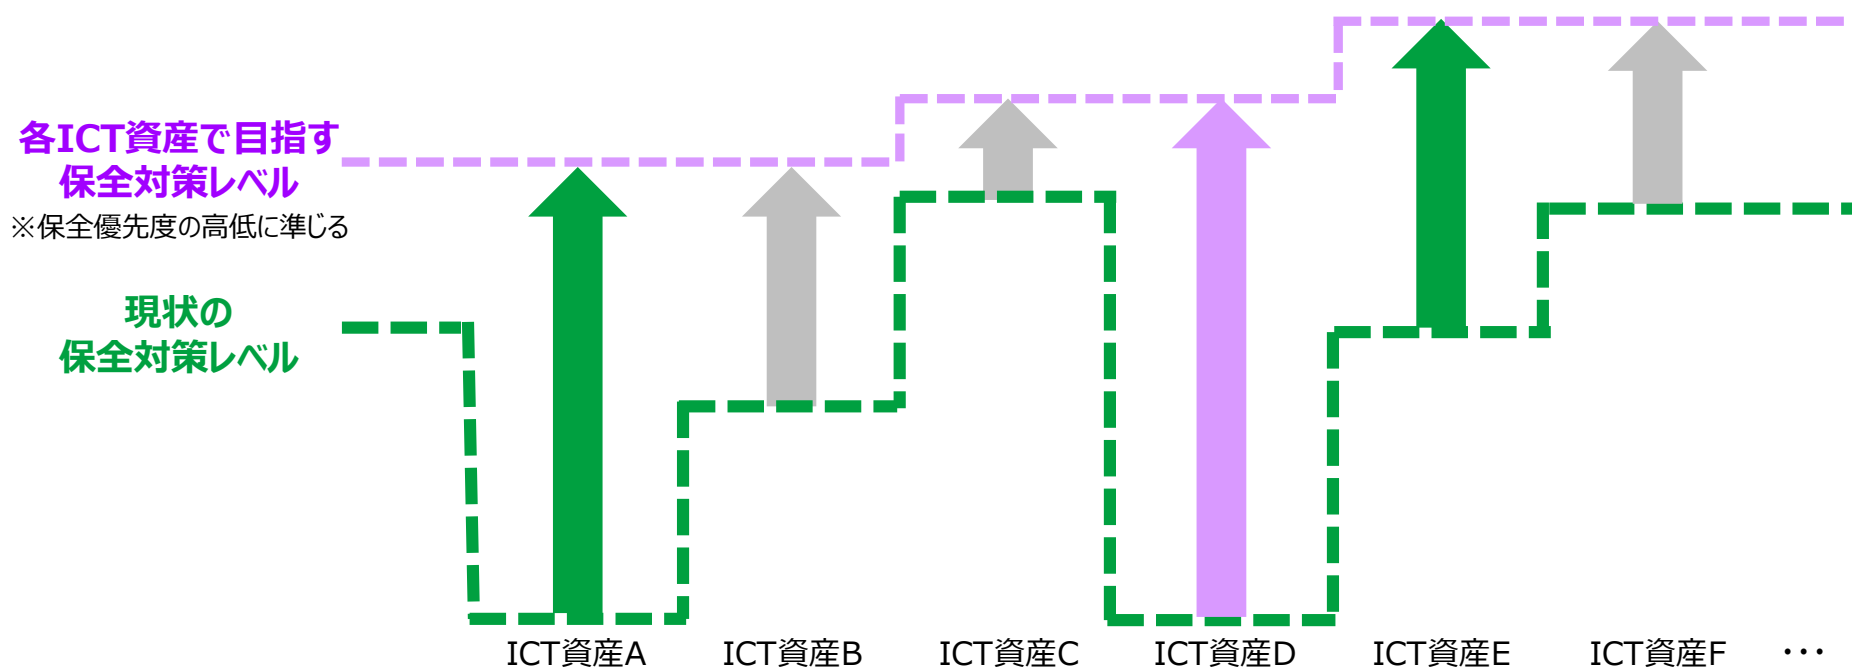 各ICT資産で目指す
保全対策レベル
※保全優先度の高低に準じる
現状の
保全対策レベル
ICT資産A
ICT資産B
ICT資産C
ICT資産D
ICT資産E
ICT資産F
･･･